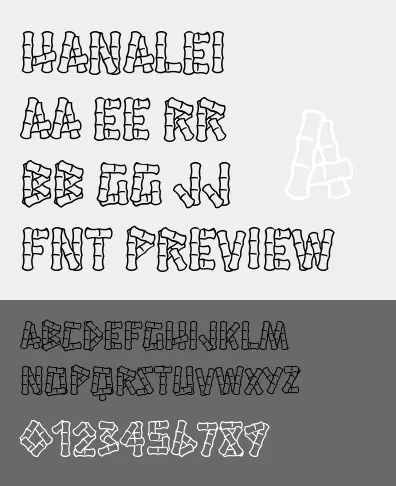 HANALEI
AA EE RR
A
BB GG JJ
FNT PREVIEW
ABCDEFGHIJKLM
NOPQRSTUVWXYZ
0123456789